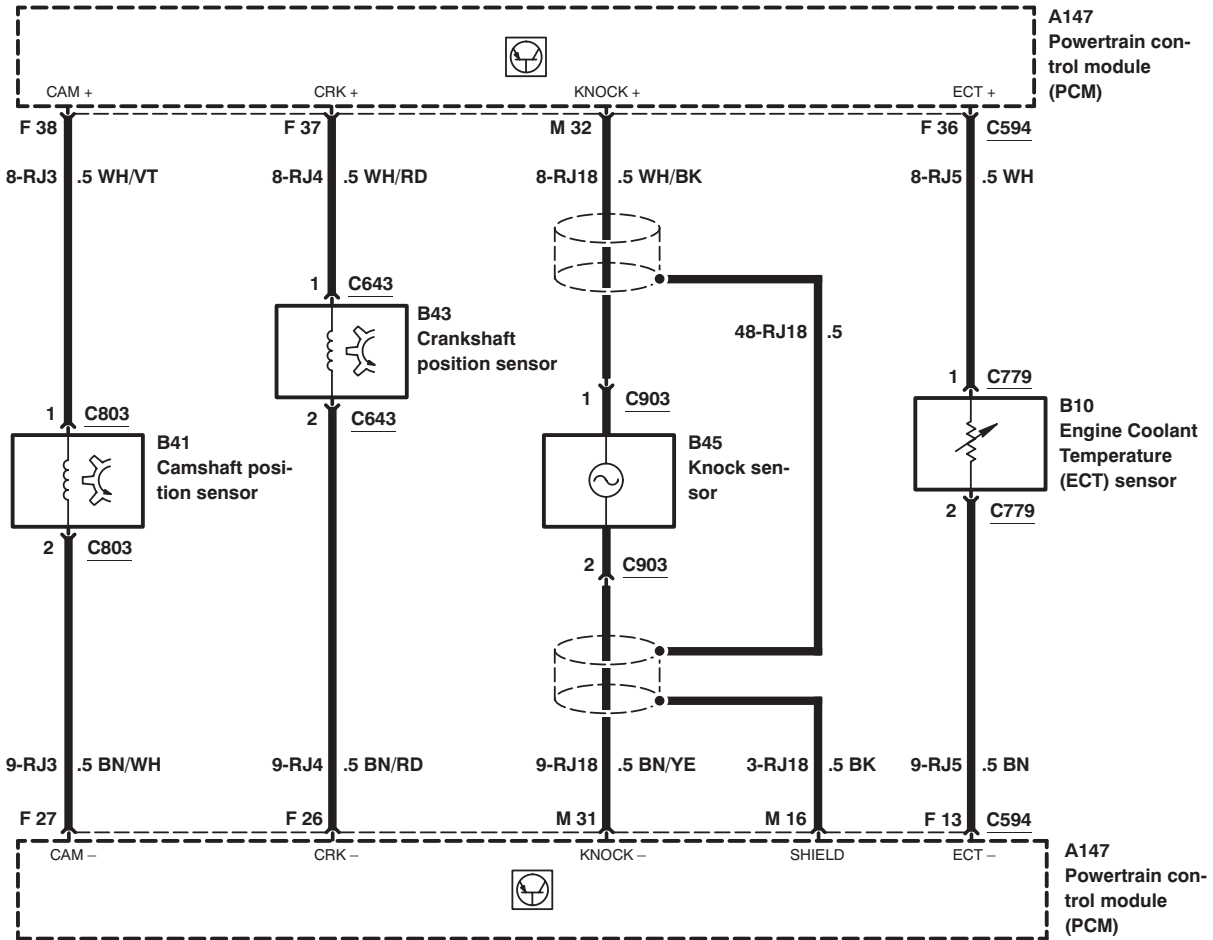 A147
Powertrain con-
trol module
(PCM)
CAM +
CRK +
KNOCK +
ECT +
F 38
F 37
M 32
F 36
C594
8-RJ3
.5 WH/VT
8-RJ4
.5 WH/RD
8-RJ18
.5 WH/BK
8-RJ5
.5 WH
1
C643
B43
Crankshaft
position sensor
2
C643
48-RJ18
.5
1
C803
B41
Camshaft posi-
tion sensor
2
C803
1
C903
B45
Knock sen-
sor
2
C903
1
C779
B10
Engine Coolant
Temperature
(ECT) sensor
2
C779
9-RJ3
.5 BN/WH
9-RJ4
.5 BN/RD
9-RJ18
.5 BN/YE
3-RJ18
.5 BK
9-RJ5
.5 BN
F 27
F 26
M 31
M 16
F 13
C594
CAM –
CRK –
KNOCK –
SHIELD
ECT –
A147
Powertrain con-
trol module
(PCM)